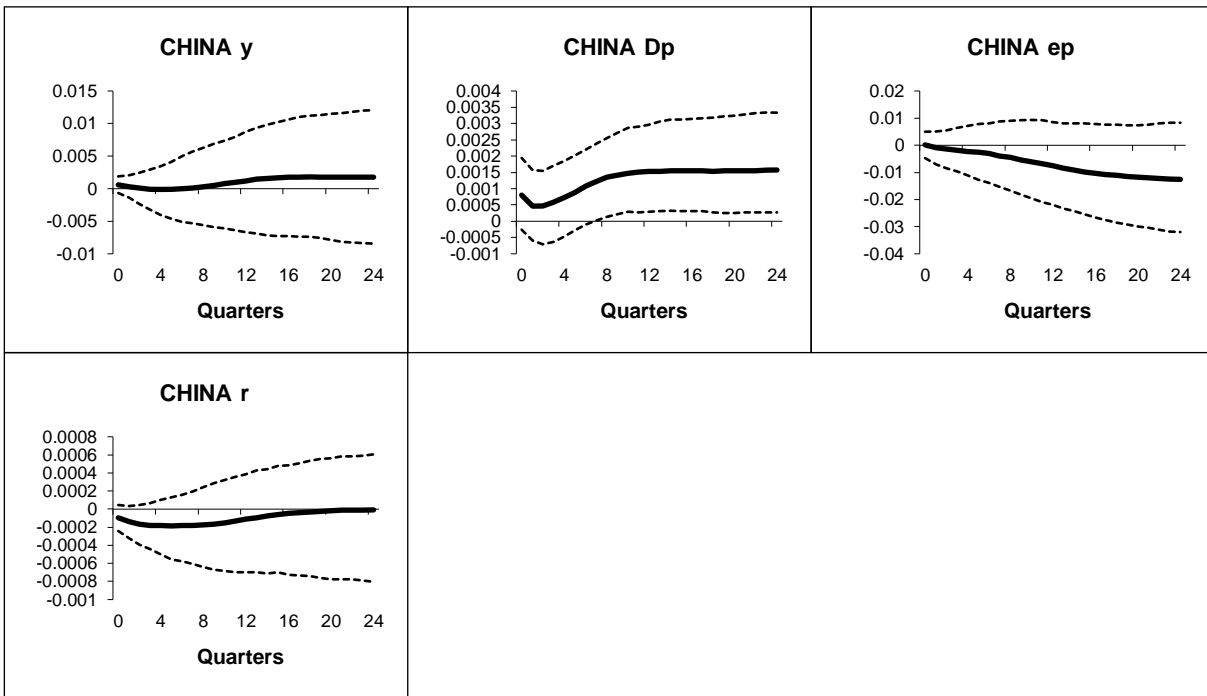 CHINA y
0.015
0.01
0.005
0
-0.005
-0.01
0 4 8 12 16 20 24
Quarters
CHINA Dp
0.004
0.0035
0.003
0.0025
0.002
0.0015
0.001
0.0005
0
-0.0005
-0.001
0 4 8 12 16 20 24
Quarters
CHINA ep
0.02
0.01
0
-0.01
-0.02
-0.03
-0.04
0 4 8 12 16 20 24
Quarters
CHINA r
0.0008
0.0006
0.0004
0.0002
0
-0.0002
-0.0004
-0.0006
-0.0008
-0.001
0 4 8 12 16 20 24
Quarters